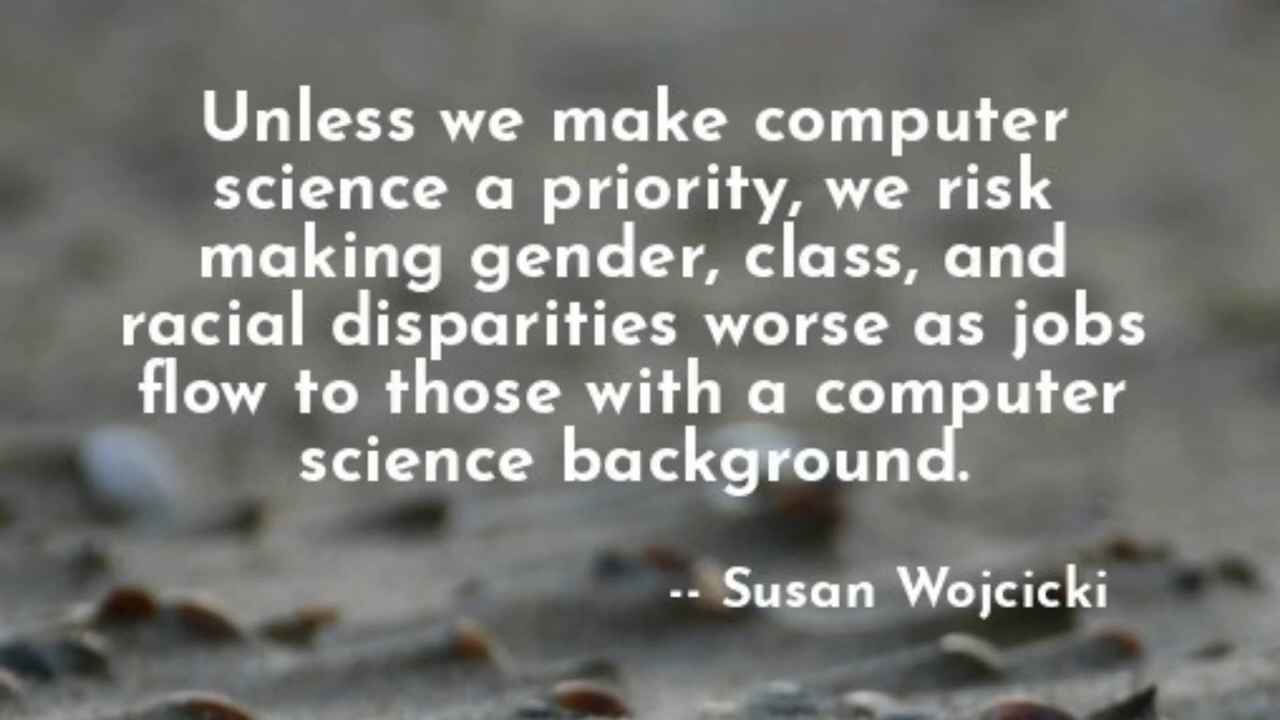 Unless we make computer
science a priority, we risk
making gender, class, and
racial disparities worse as jobs
flow to those with a computer
science background.
-- Susan Wojcicki